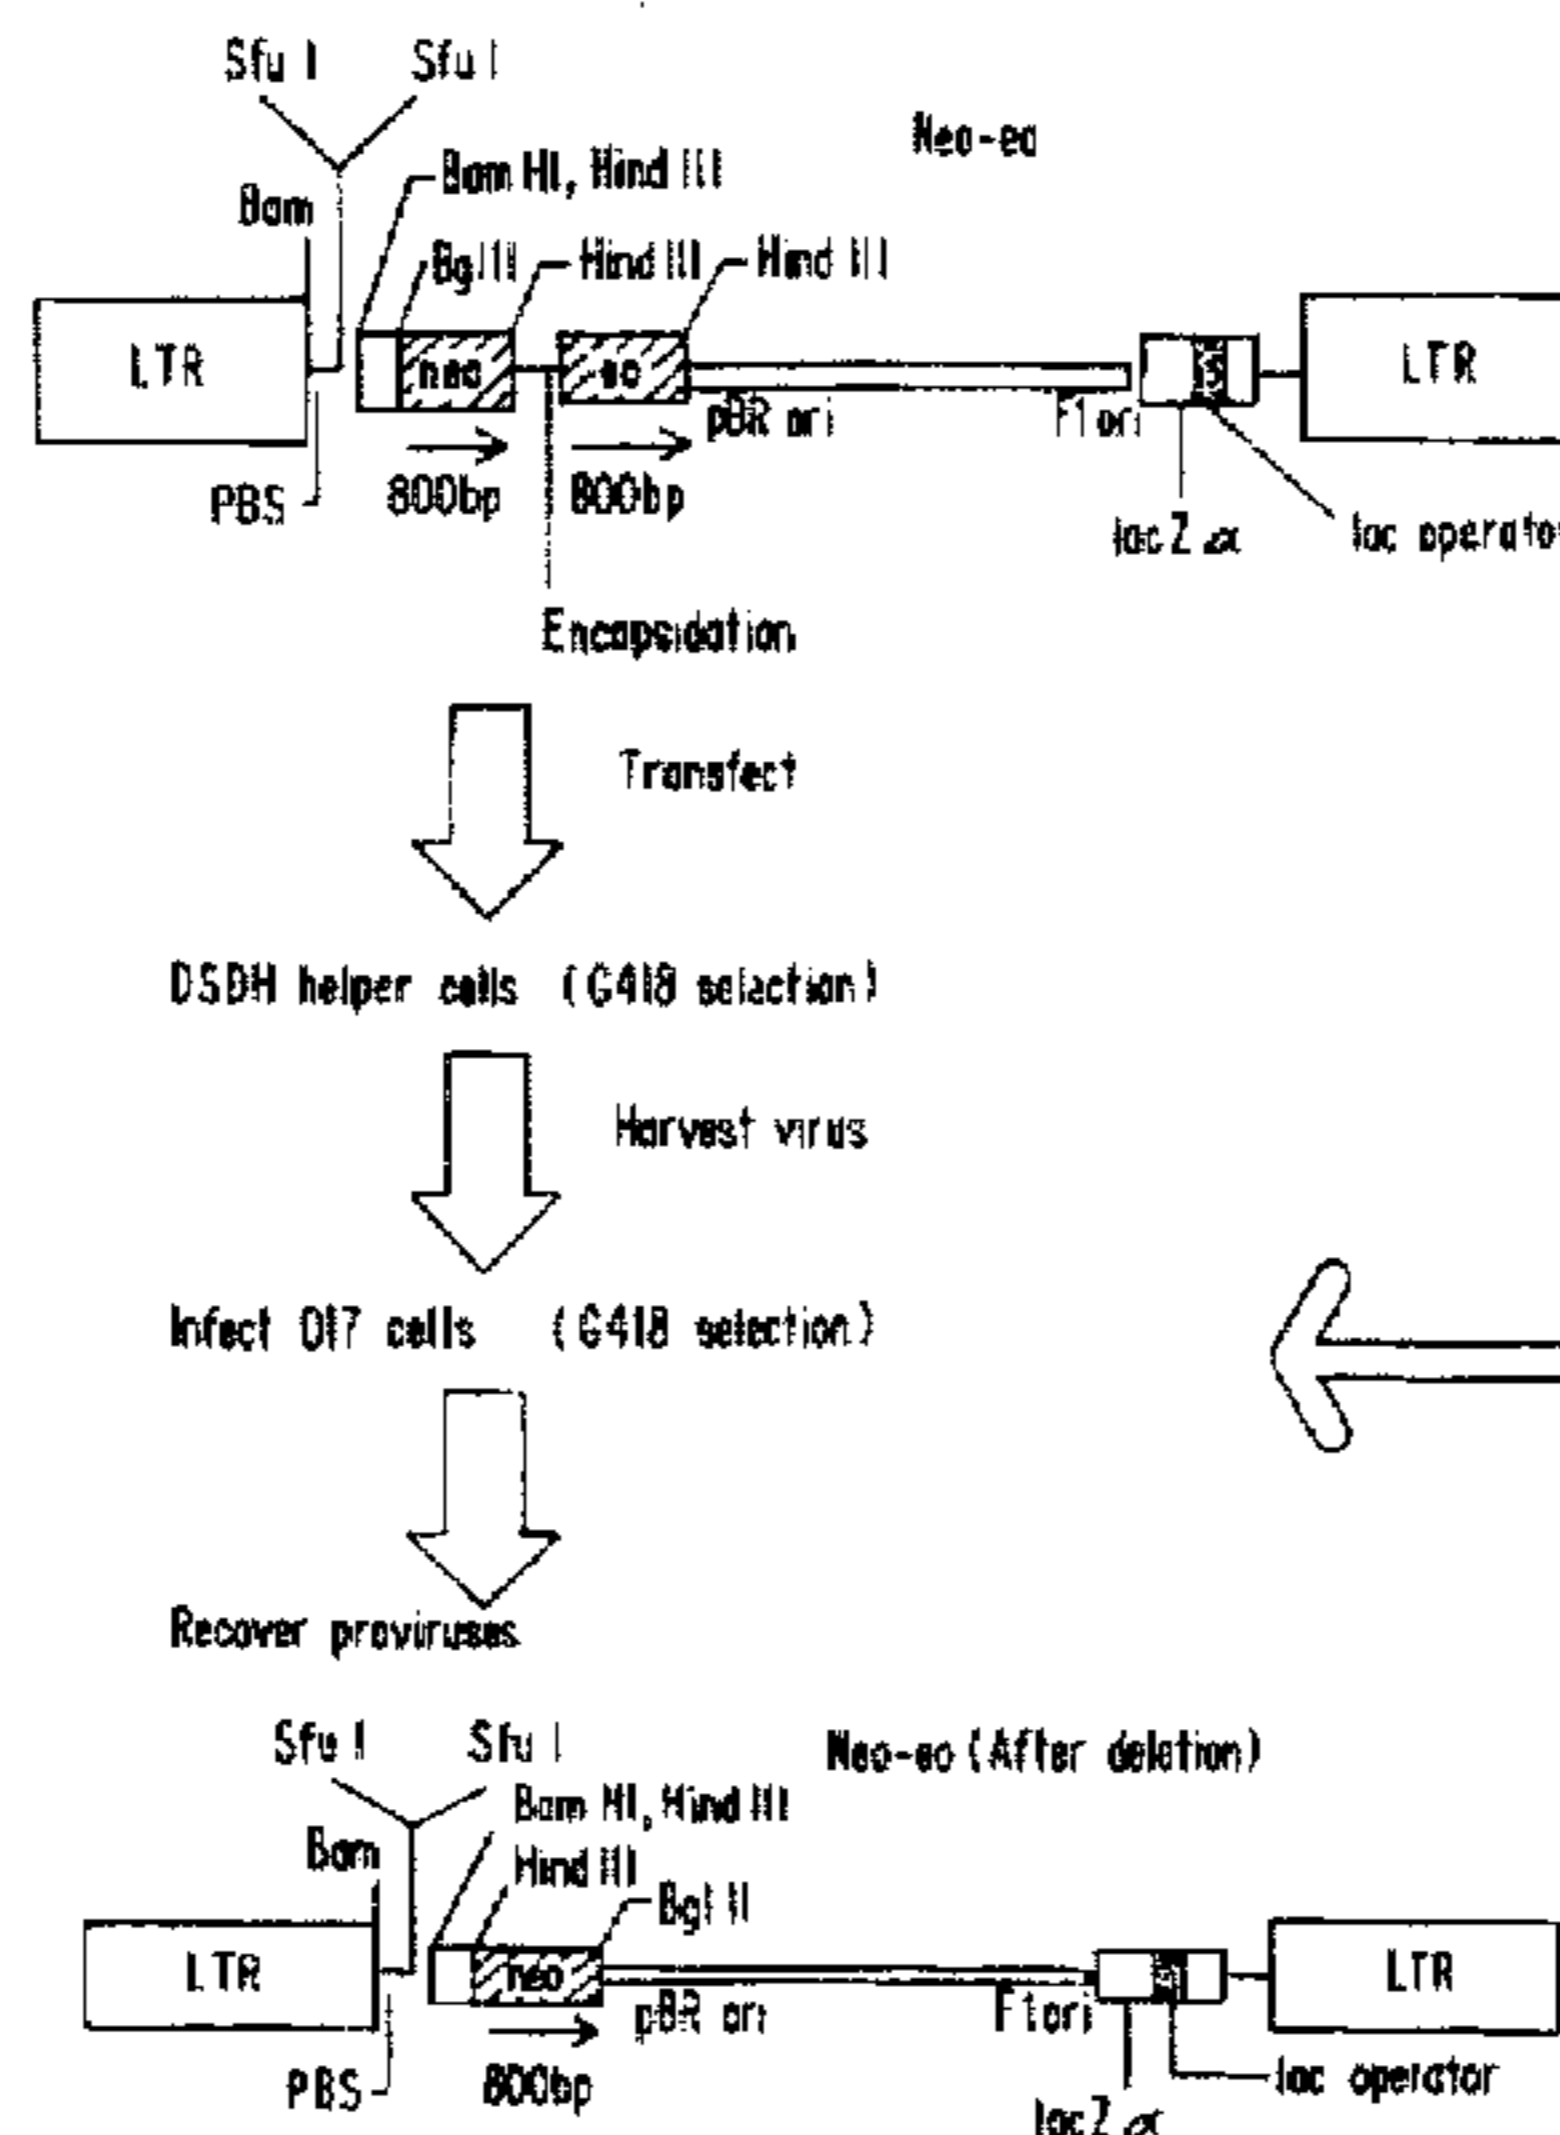 Sfu I Sfu I
Neo-eo
Bam HI, Hind III
Bam
Bgl II Hind III Hind III
LTR neo eo LTR
pBR ori F1 ori
PBS 800bp 800bp
lacZ α lac operator
Encapsidation
Transfect
DSDH helper cells (G418 selection)
Harvest virus
Infect D17 cells (G418 selection)
Recover proviruses
Sfu I Sfu I Neo-eo (After deletion)
Bam HI, Hind III
Bam Hind III
Bgl II
LTR neo LTR
pBR ori F1 ori
PBS 800bp lac operator
lacZ α